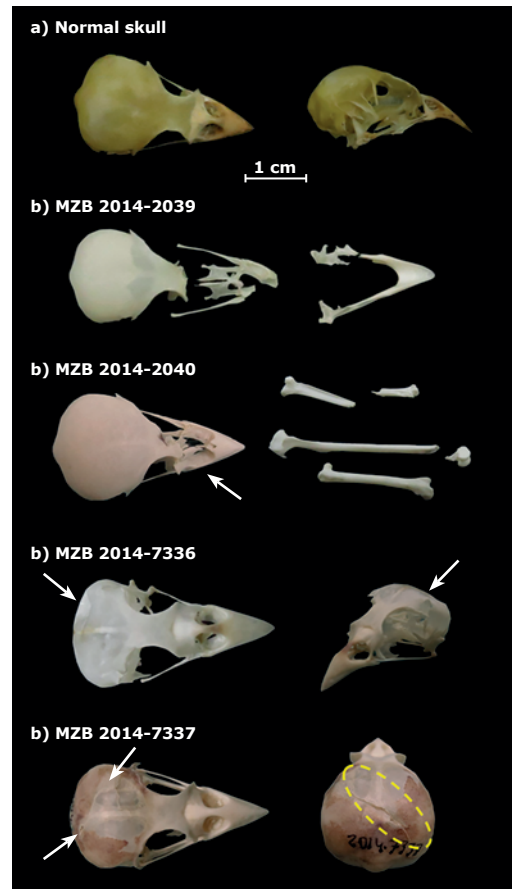 a) Normal skull
1 cm
b) MZB 2014-2039
b) MZB 2014-2040
b) MZB 2014-7336
b) MZB 2014-7337